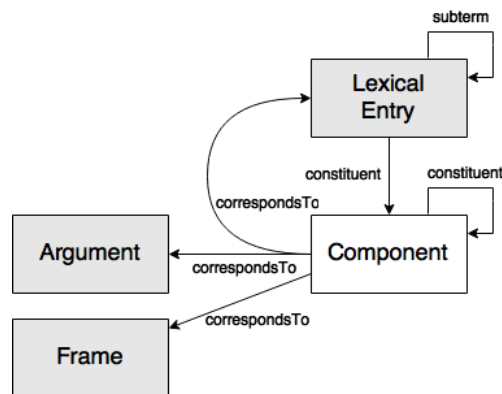 subterm
Lexical
Entry
constituent
constituent
correspondsTo
Argument
Component
correspondsTo
correspondsTo
Frame